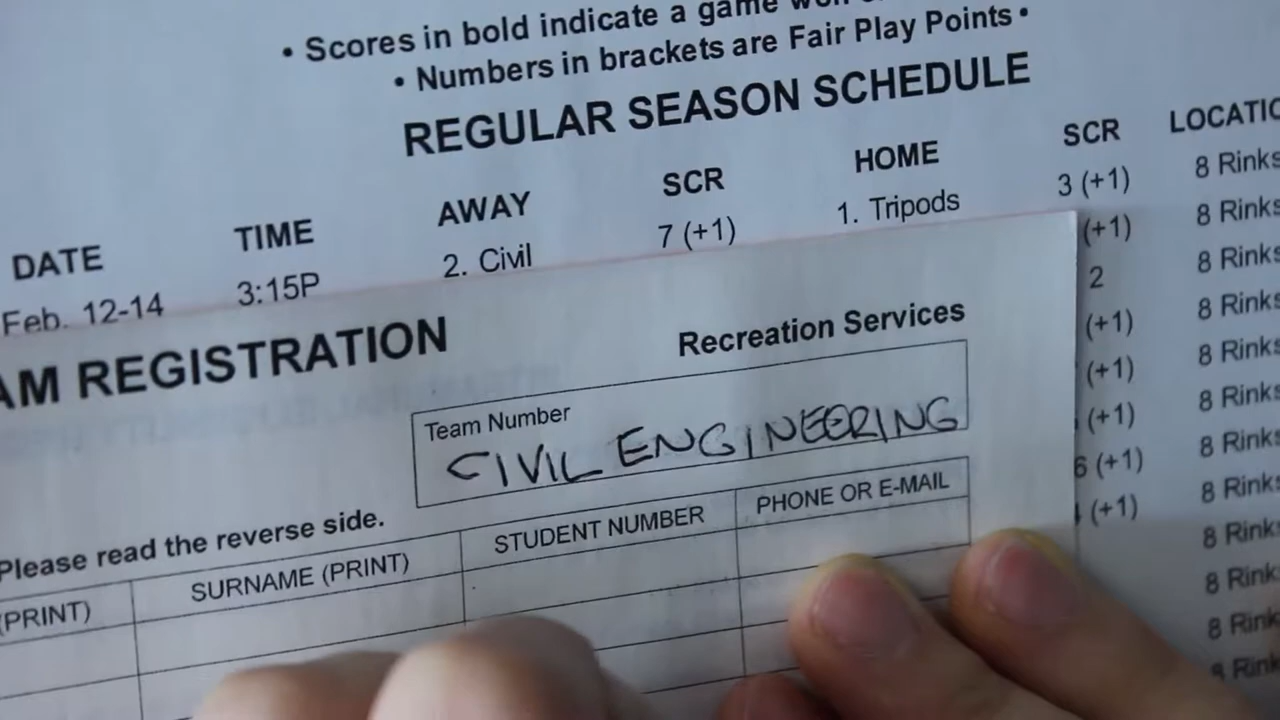 • Scores in bold indicate a game
• Numbers in brackets are Fair Play Points •
REGULAR SEASON SCHEDULE
DATE TIME AWAY SCR HOME SCR
Feb. 12-14 3:15P 2. Civil 7 (+1) 1. Tripods 3 (+1) 8 Rinks
(+1) 8 Rinks
2 8 Rinks
(+1) 8 Rinks
(+1) 8 Rinks
(+1) 8 Rinks
6 (+1) 8 Rinks
(+1) 8 Rinks
8 Rink
8 Rink
8 Rink
Rink
REGISTRATION
Recreation Services
Team Number
CIVIL ENGINEERING
Please read the reverse side.
(PRINT) SURNAME (PRINT) STUDENT NUMBER PHONE OR E-MAIL